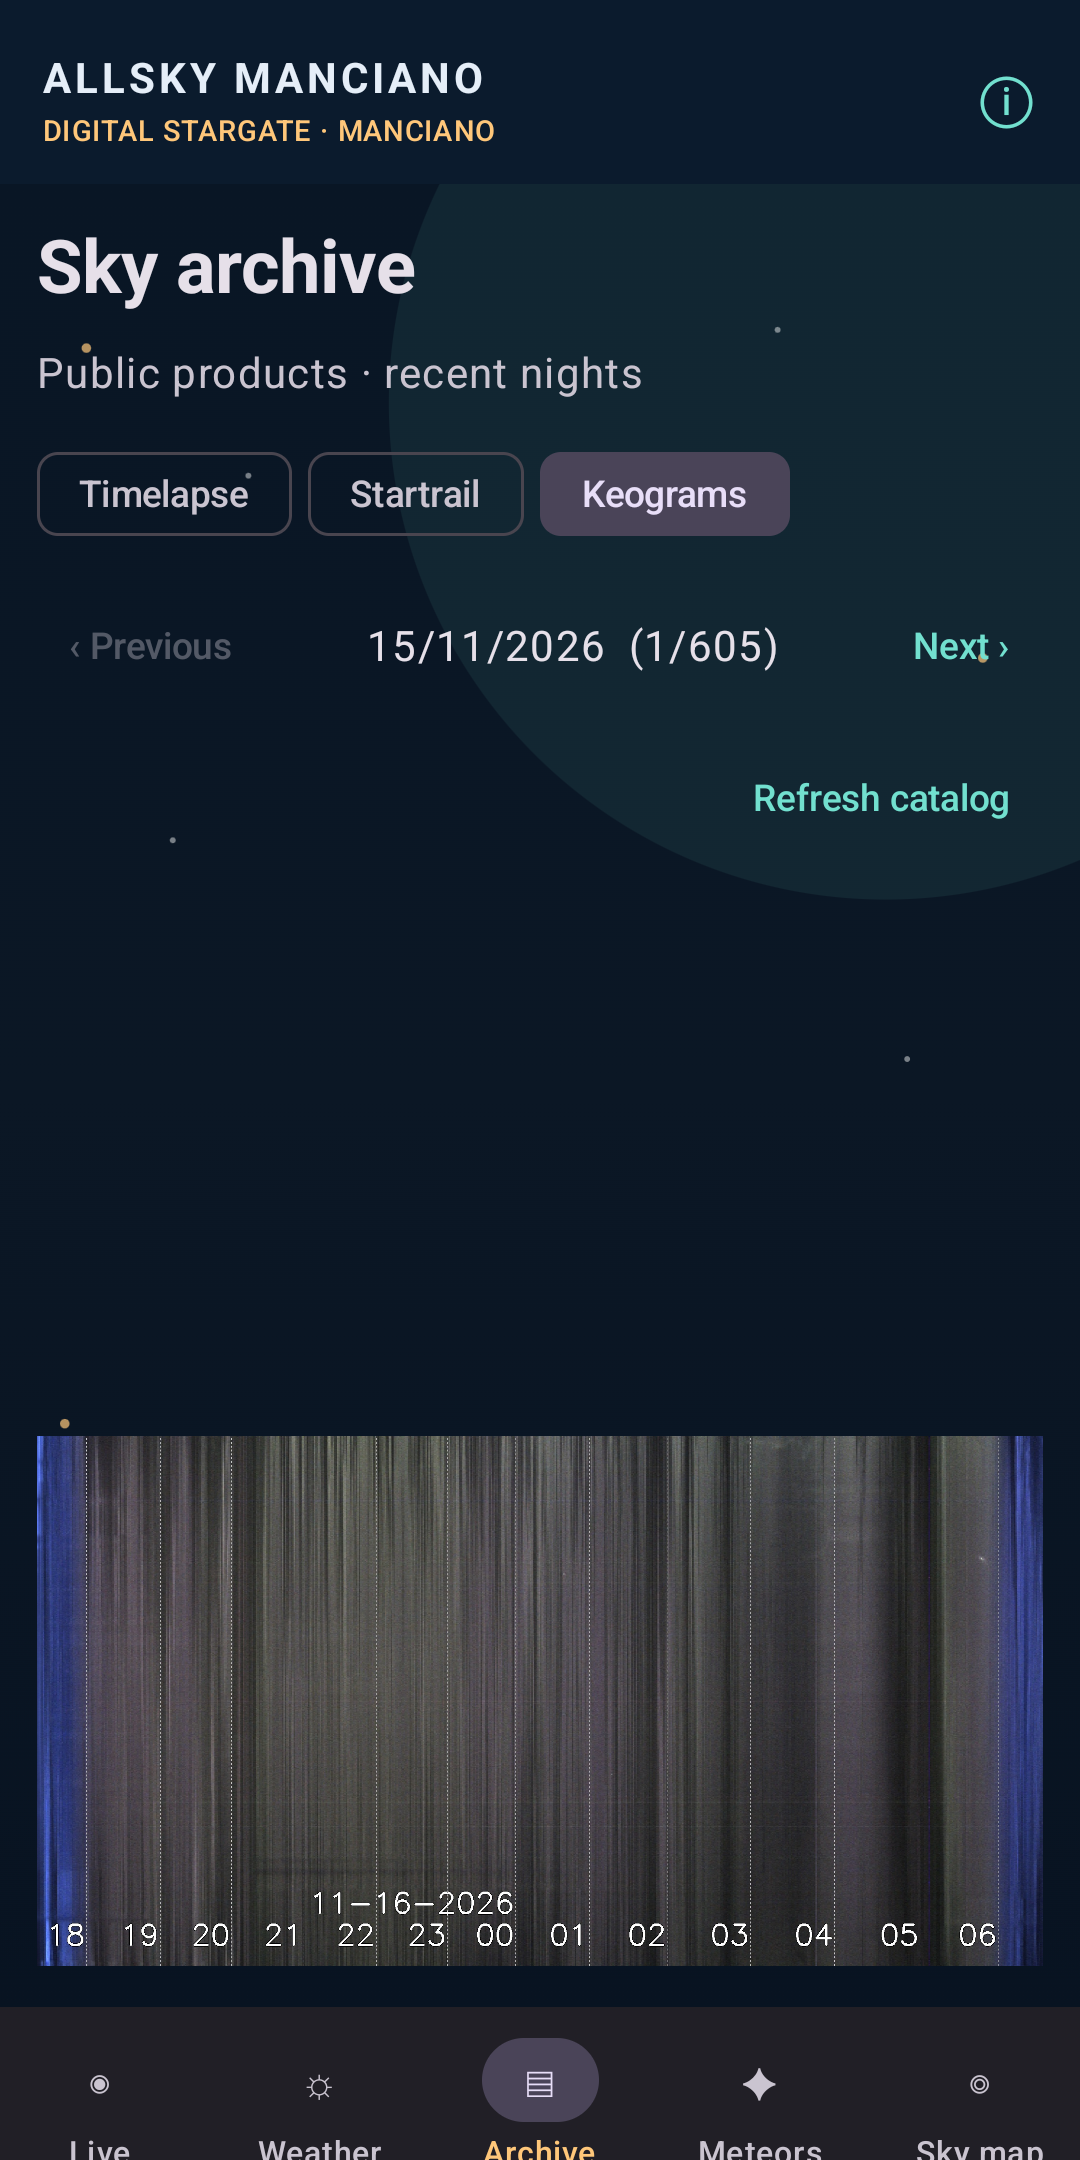 ALLSKY MANCIANO
DIGITAL STARGATE · MANCIANO
Sky archive
Public products · recent nights
Timelapse Startrail Keograms
‹ Previous 15/11/2026 (1/605) Next ›
Refresh catalog
11-16-2026
18 19 20 21 22 23 00 01 02 03 04 05 06
Live Weather Archive Meteors Sky map